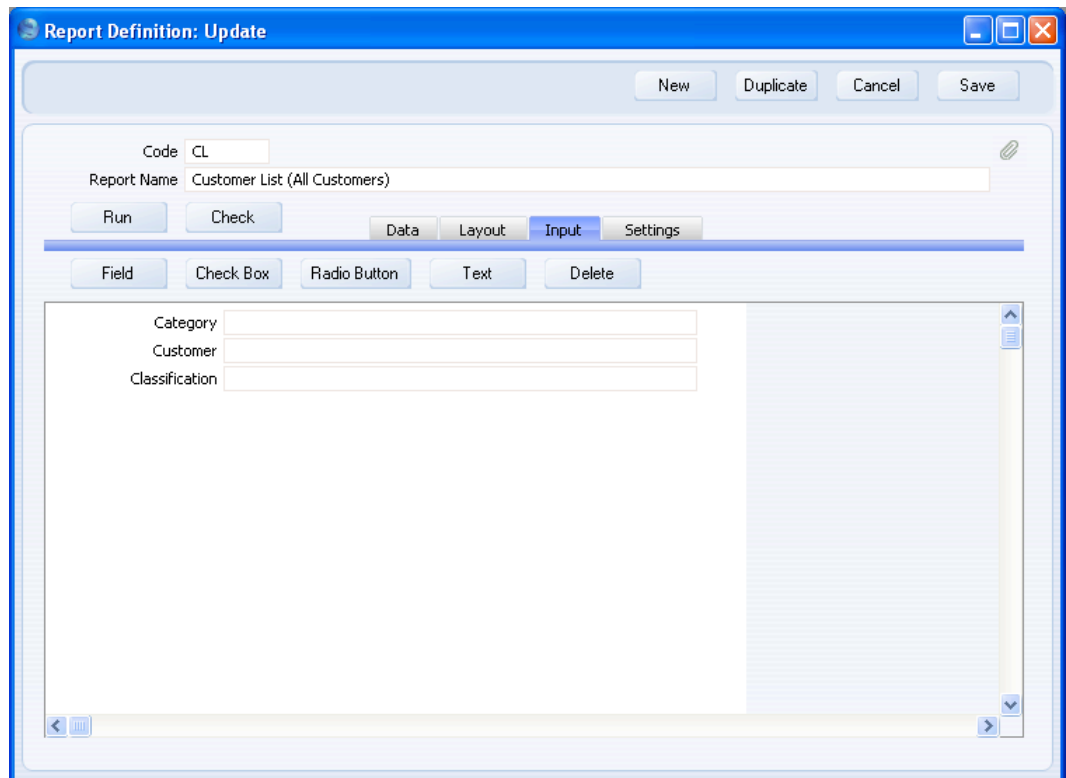 Report Definition: Update
New Duplicate Cancel Save
Code CL
Report Name Customer List (All Customers)
Run Check Data Layout Input Settings
Field Check Box Radio Button Text Delete
Category
Customer
Classification